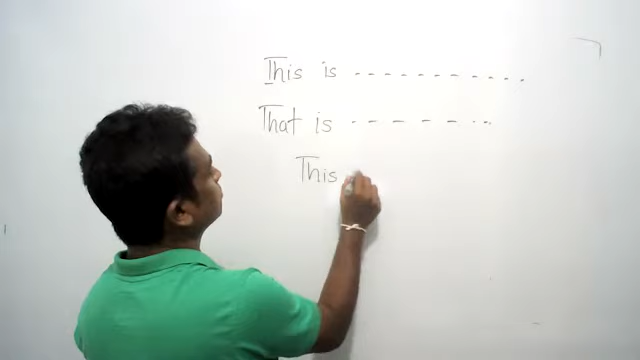 This is - - - - - - - - - - - -
That is - - - - - - - -
This